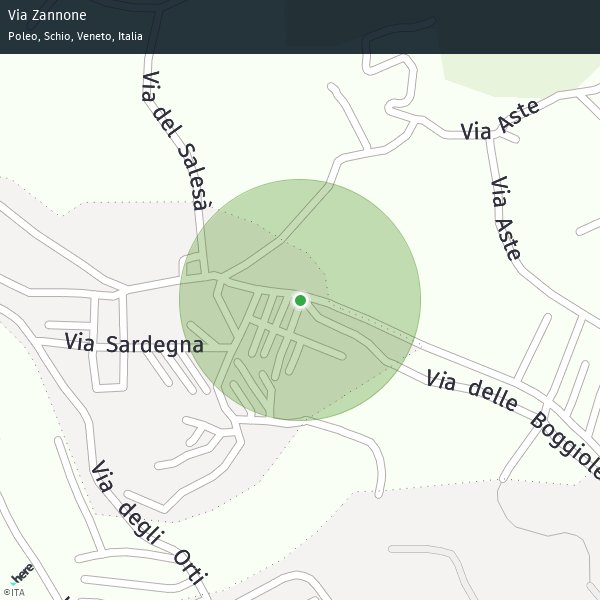 Via Zannone
Poleo, Schio, Veneto, Italia
Via del Salesà
Via Aste
Via Aste
Via Sardegna
Via delle Boggiole
Via degli Orti
here
©ITA